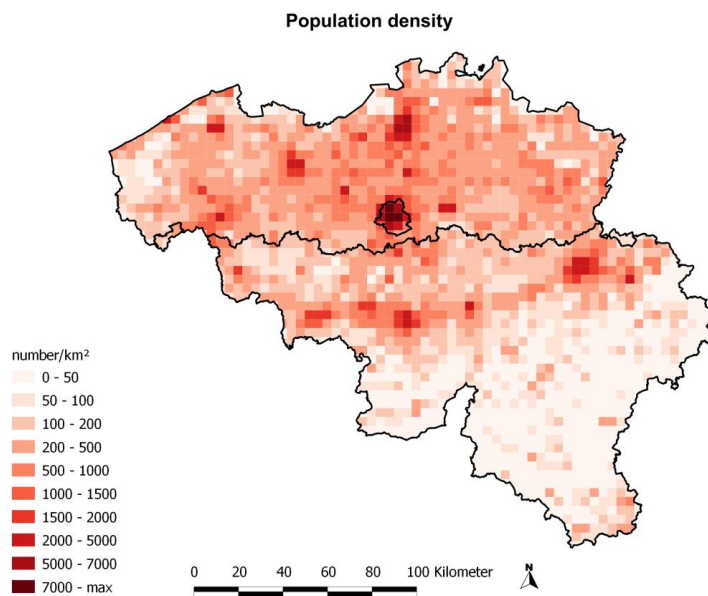 Population density
number/km²
0 - 50
50 - 100
100 - 200
200 - 500
500 - 1000
1000 - 1500
1500 - 2000
2000 - 5000
5000 - 7000
7000 - max
0 20 40 60 80 100 Kilometer
N